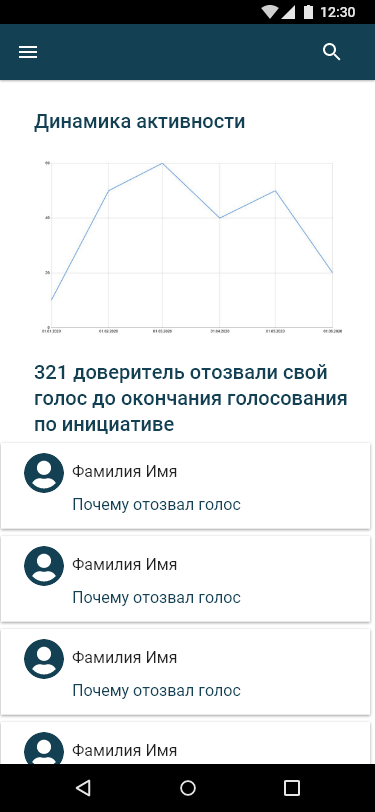 12:30
Динамика активности
60
40
20
0
01.01.2020 01.02.2020 01.03.2020 01.04.2020 01.05.2020 01.06.2020
321 доверитель отозвали свой
голос до окончания голосования
по инициативе
Фамилия Имя
Почему отозвал голос
Фамилия Имя
Почему отозвал голос
Фамилия Имя
Почему отозвал голос
Фамилия Имя